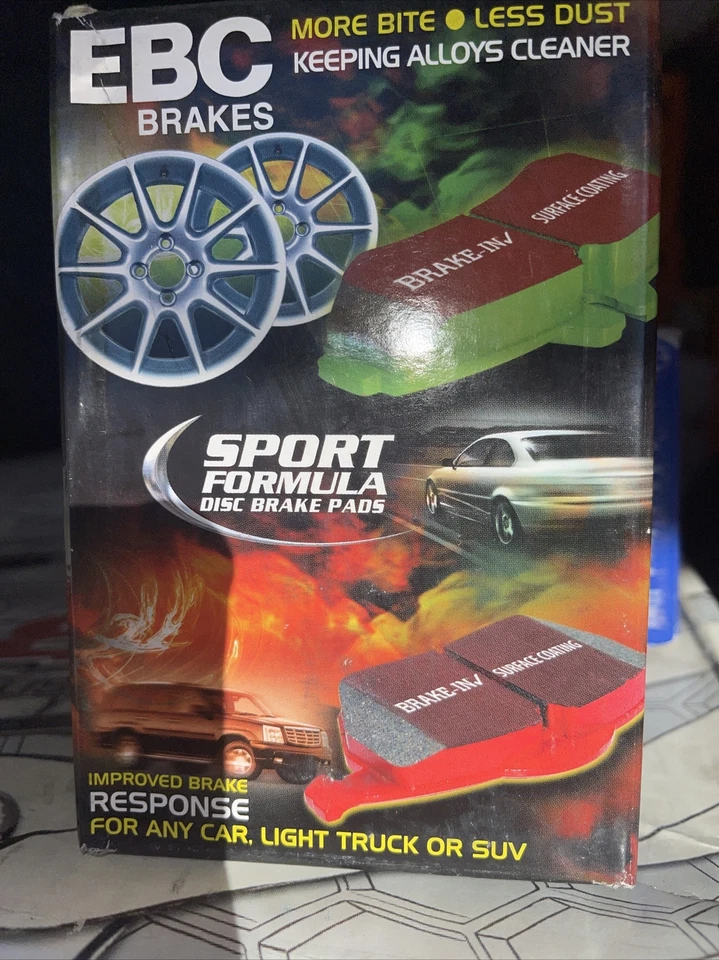 EBC
BRAKES
MORE BITE ● LESS DUST
KEEPING ALLOYS CLEANER
BRAKE-IN
SURFACE COATING
SPORT
FORMULA
DISC BRAKE PADS
BRAKE-IN
SURFACE COATING
IMPROVED BRAKE
RESPONSE
FOR ANY CAR, LIGHT TRUCK OR SUV